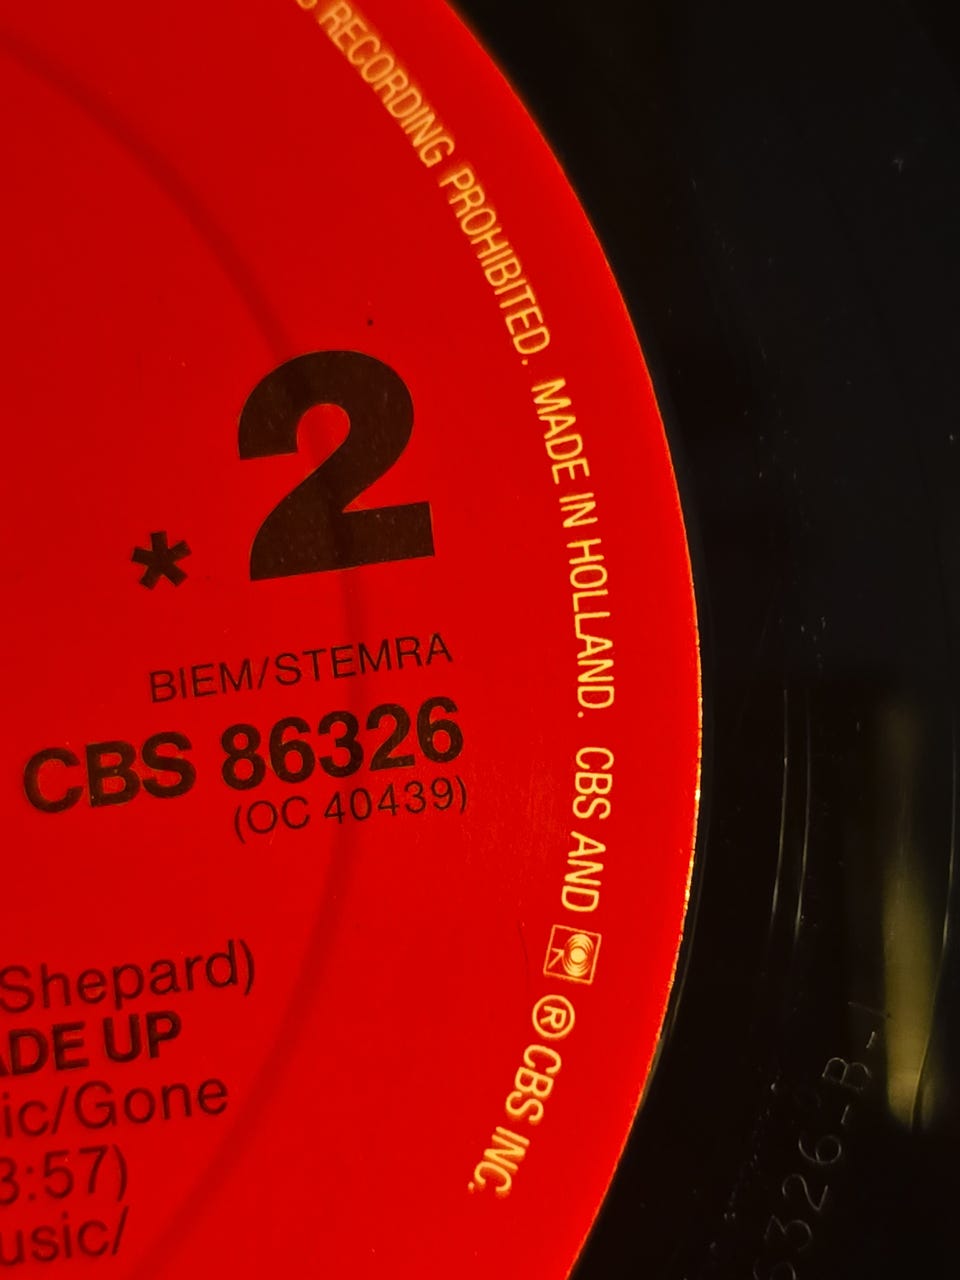 RECORDING PROHIBITED. MADE IN HOLLAND. CBS AND ® CBS INC.
*2
BIEM/STEMRA
CBS 86326
(OC 40439)
Shepard)
ADE UP
ic/Gone
3:57)
usic/
6326-B-